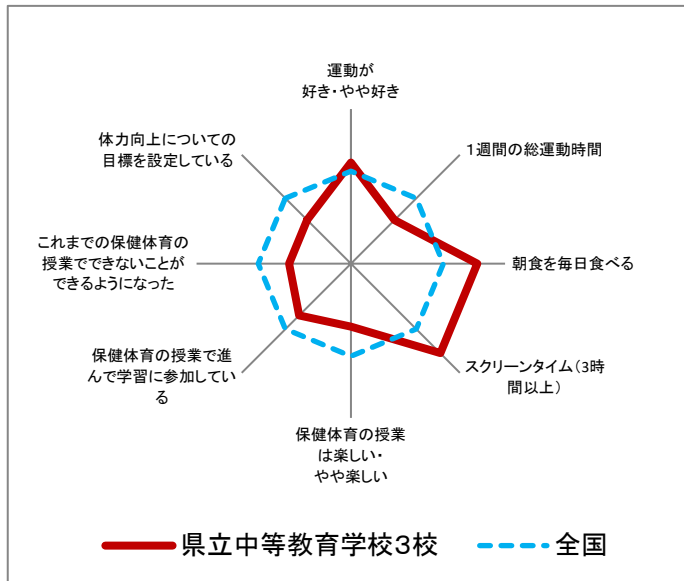 運動が
好き・やや好き
1週間の総運動時間
朝食を毎日食べる
スクリーンタイム(3時
間以上)
保健体育の授業
は楽しい・
やや楽しい
保健体育の授業で進
んで学習に参加してい
る
これまでの保健体育の
授業でできないことが
できるようになった
体力向上についての
目標を設定している
県立中等教育学校3校
全国